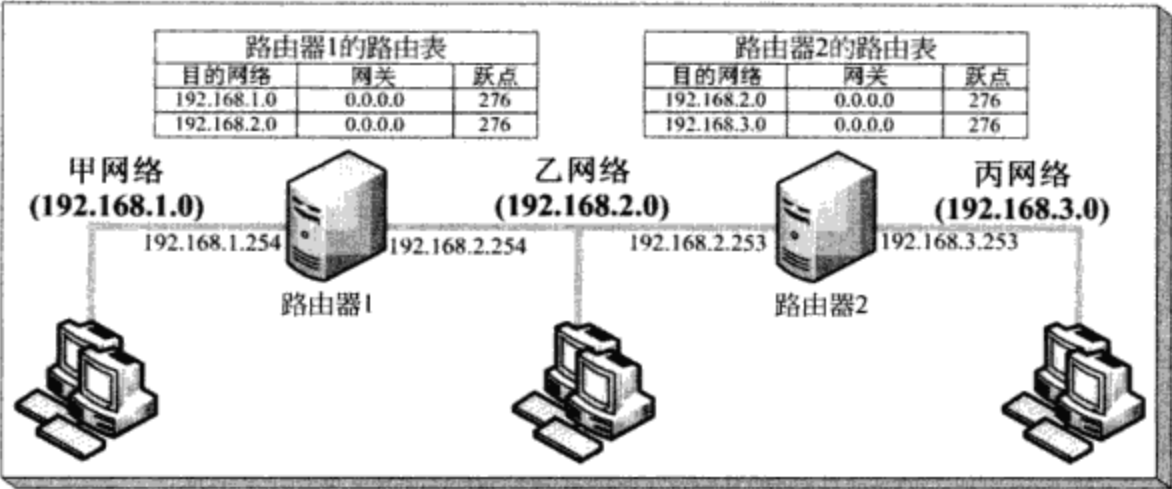 路由器1的路由表
目的网络 网关 跃点
192.168.1.0 0.0.0.0 276
192.168.2.0 0.0.0.0 276
路由器2的路由表
目的网络 网关 跃点
192.168.2.0 0.0.0.0 276
192.168.3.0 0.0.0.0 276
甲网络
(192.168.1.0)
乙网络
(192.168.2.0)
丙网络
(192.168.3.0)
192.168.1.254
192.168.2.254
192.168.2.253
192.168.3.253
路由器1
路由器2